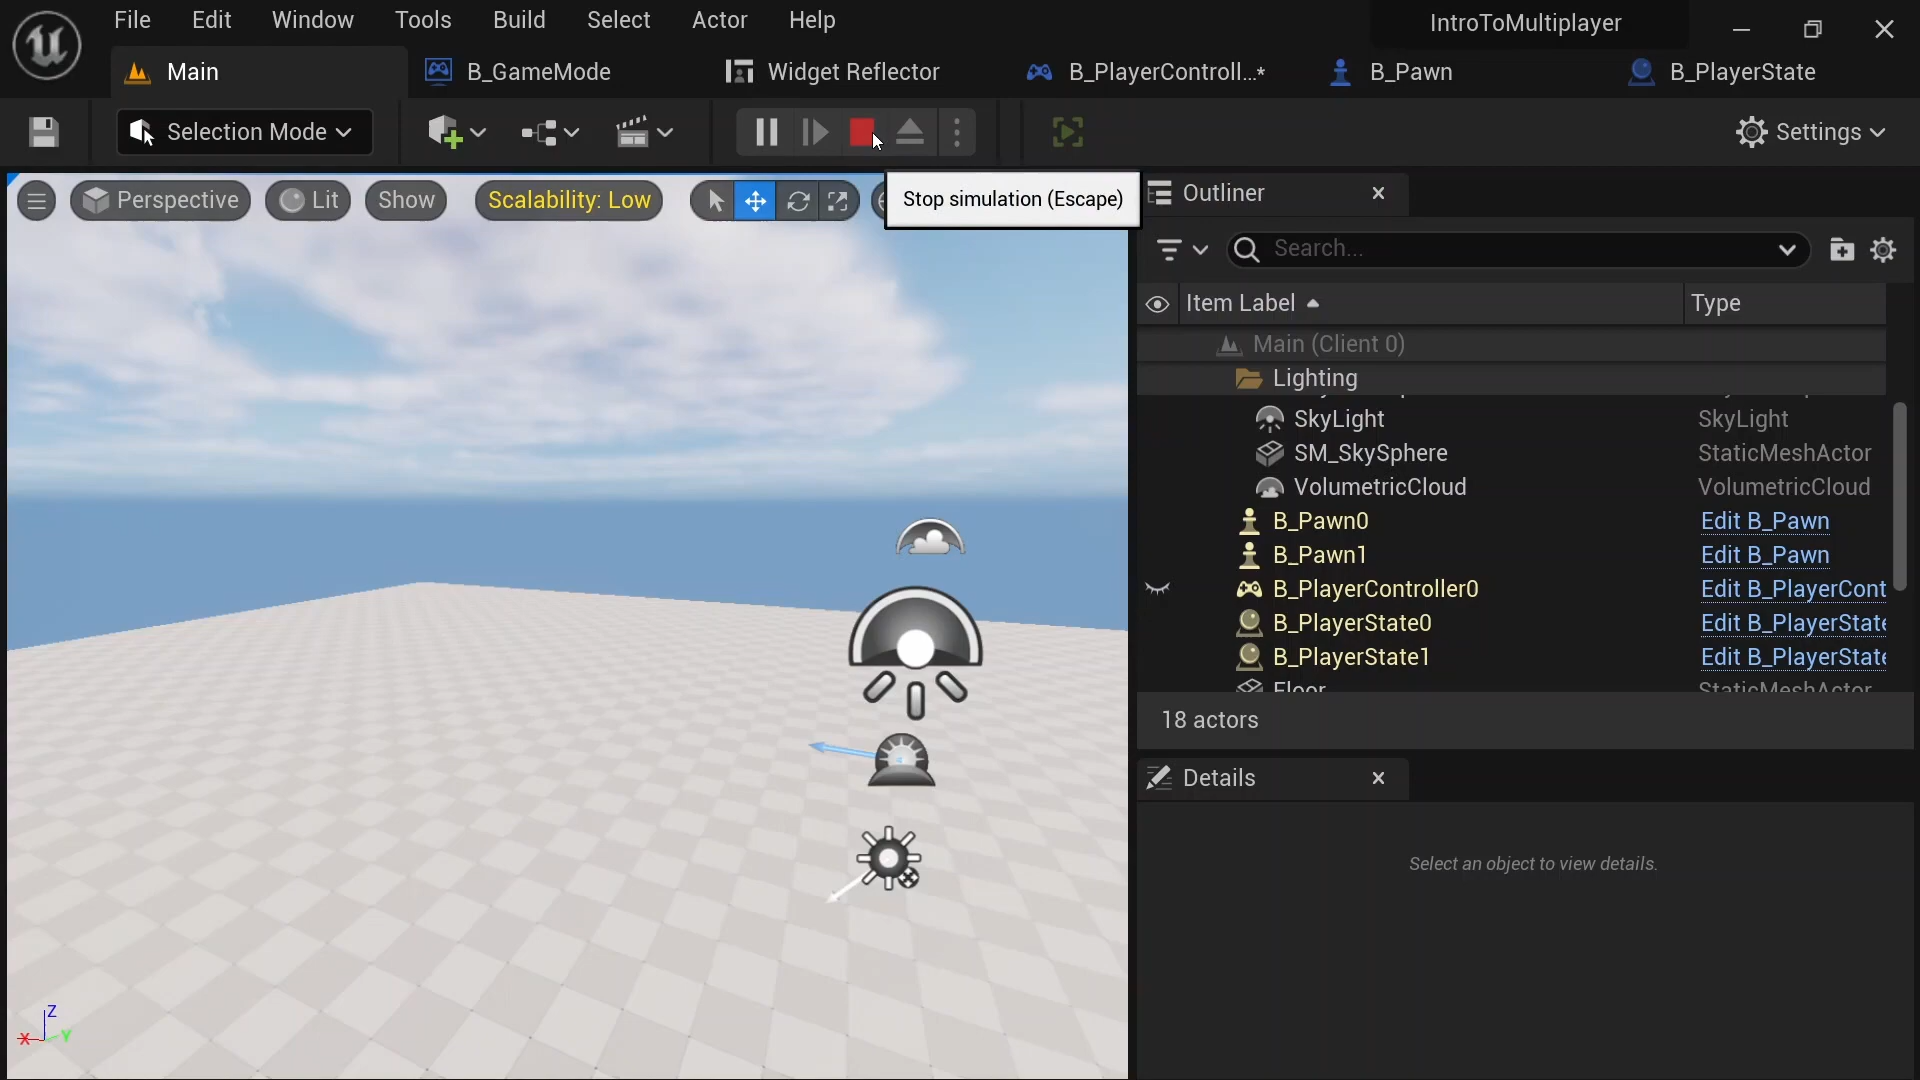 File Edit Window Tools Build Select Actor Help
IntroToMultiplayer
Main
B_GameMode
Widget Reflector
B_PlayerControll...*
B_Pawn
B_PlayerState
Selection Mode
Settings
Perspective
Lit
Show
Scalability: Low
Stop simulation (Escape)
Outliner
Search...
Item Label
Type
Main (Client 0)
Lighting
SkyLight SkyLight
SM_SkySphere StaticMeshActor
VolumetricCloud VolumetricCloud
B_Pawn0 Edit B_Pawn
B_Pawn1 Edit B_Pawn
B_PlayerController0 Edit B_PlayerCont
B_PlayerState0 Edit B_PlayerState
B_PlayerState1 Edit B_PlayerState
Floor StaticMeshActor
18 actors
Details
Select an object to view details.
Z
X Y